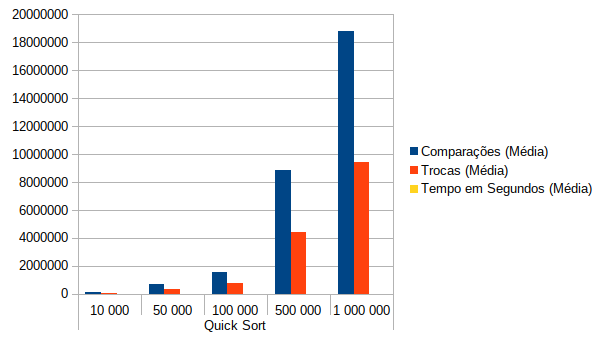 20000000
18000000
16000000
14000000
12000000
10000000
8000000
6000000
4000000
2000000
0
10 000 50 000 100 000 500 000 1 000 000
Quick Sort
Comparações (Média)
Trocas (Média)
Tempo em Segundos (Média)